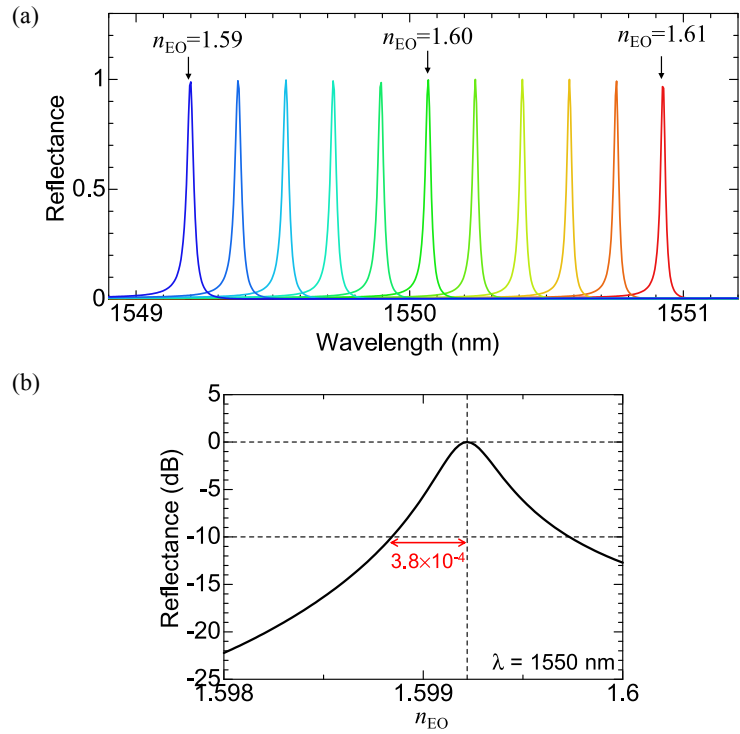 (a)
n_EO=1.59
n_EO=1.60
n_EO=1.61
1
0.5
0
Reflectance
1549
1550
1551
Wavelength (nm)
(b)
5
0
-5
-10
-15
-20
-25
Reflectance (dB)
3.8×10⁻⁴
λ = 1550 nm
1.598
1.599
1.6
n_EO